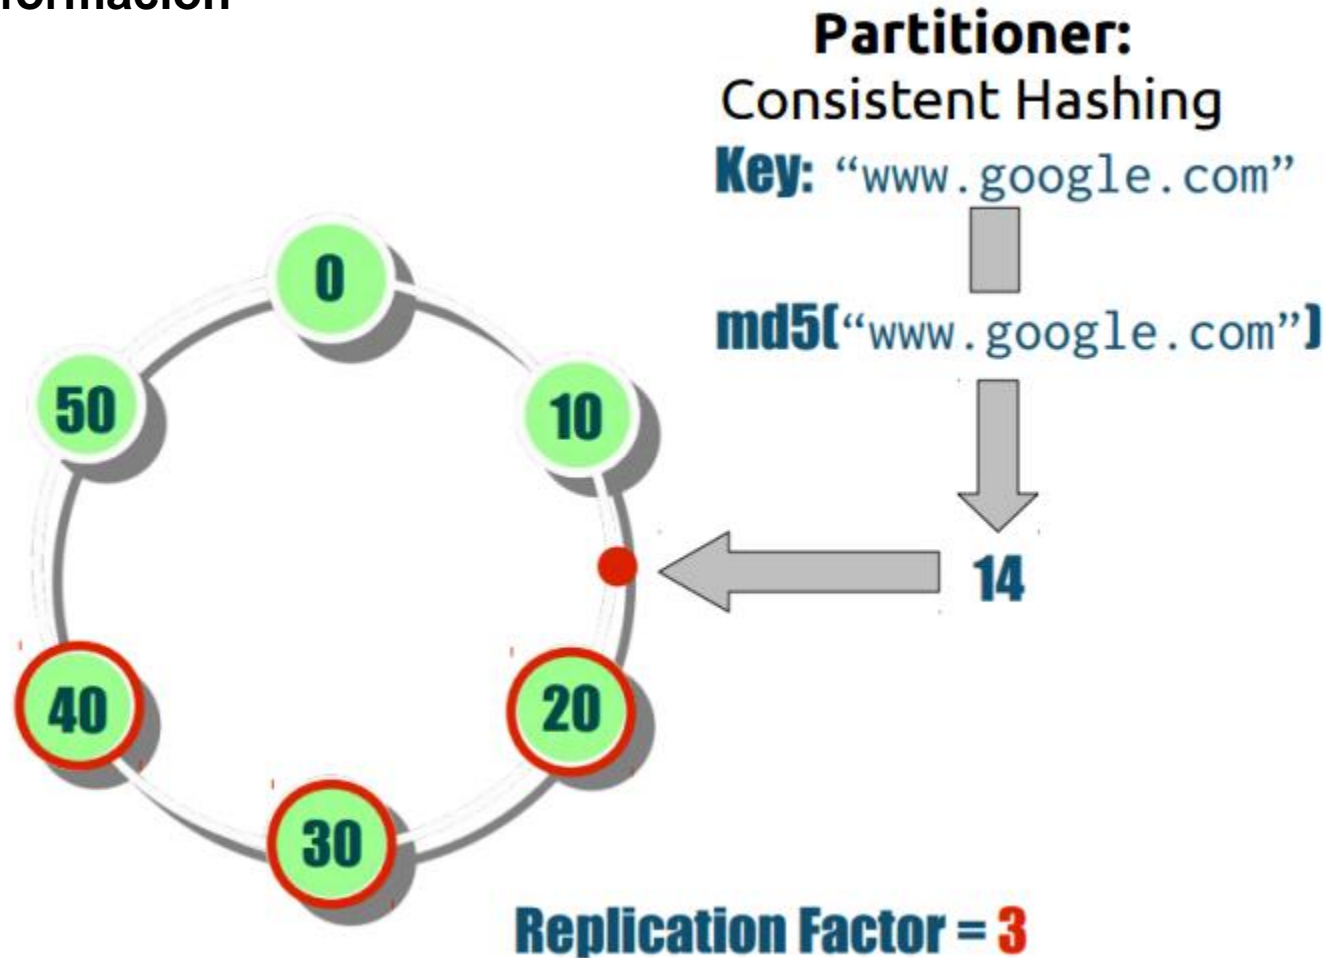 formación
Partitioner:
Consistent Hashing
Key: “www.google.com”
md5(“www.google.com”)
14
0
10
20
30
40
50
Replication Factor = 3